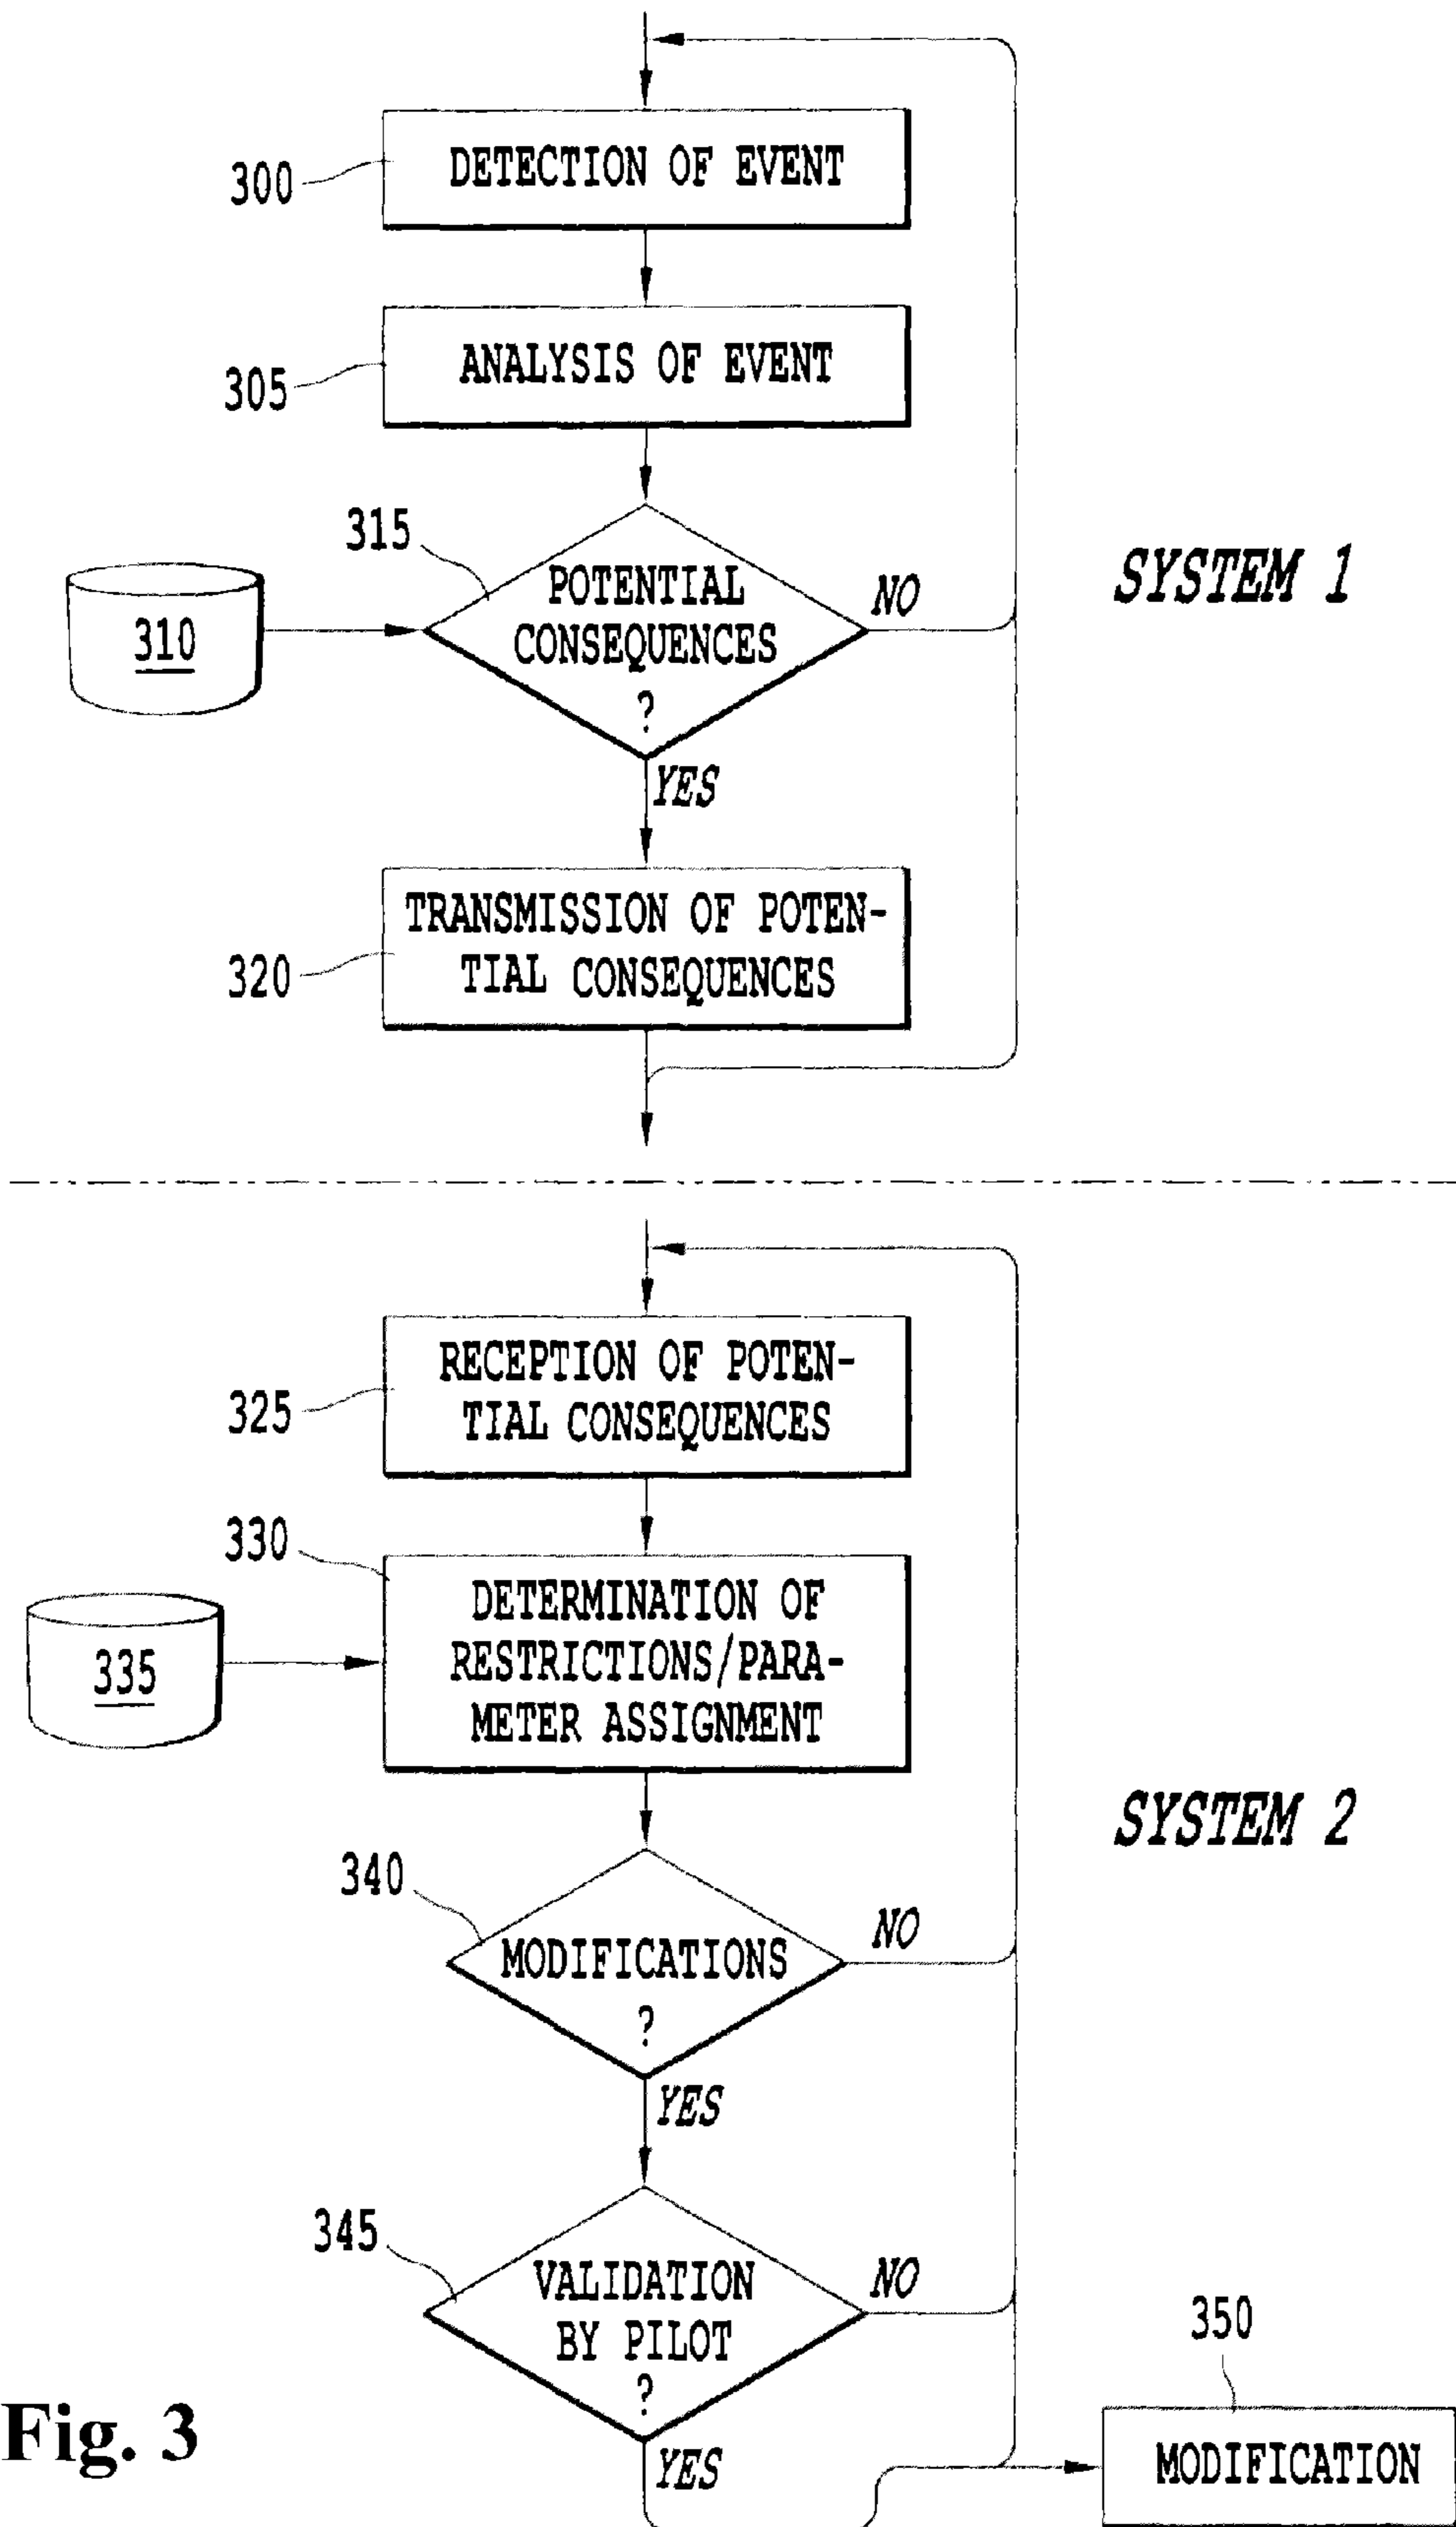 DETECTION OF EVENT
300
ANALYSIS OF EVENT
305
315
POTENTIAL
CONSEQUENCES
?
NO
SYSTEM 1
310
YES
TRANSMISSION OF POTEN-
TIAL CONSEQUENCES
320
RECEPTION OF POTEN-
TIAL CONSEQUENCES
325
330
DETERMINATION OF
RESTRICTIONS/PARA-
METER ASSIGNMENT
335
SYSTEM 2
340
MODIFICATIONS
?
NO
YES
345
VALIDATION
BY PILOT
?
NO
YES
350
MODIFICATION
Fig. 3